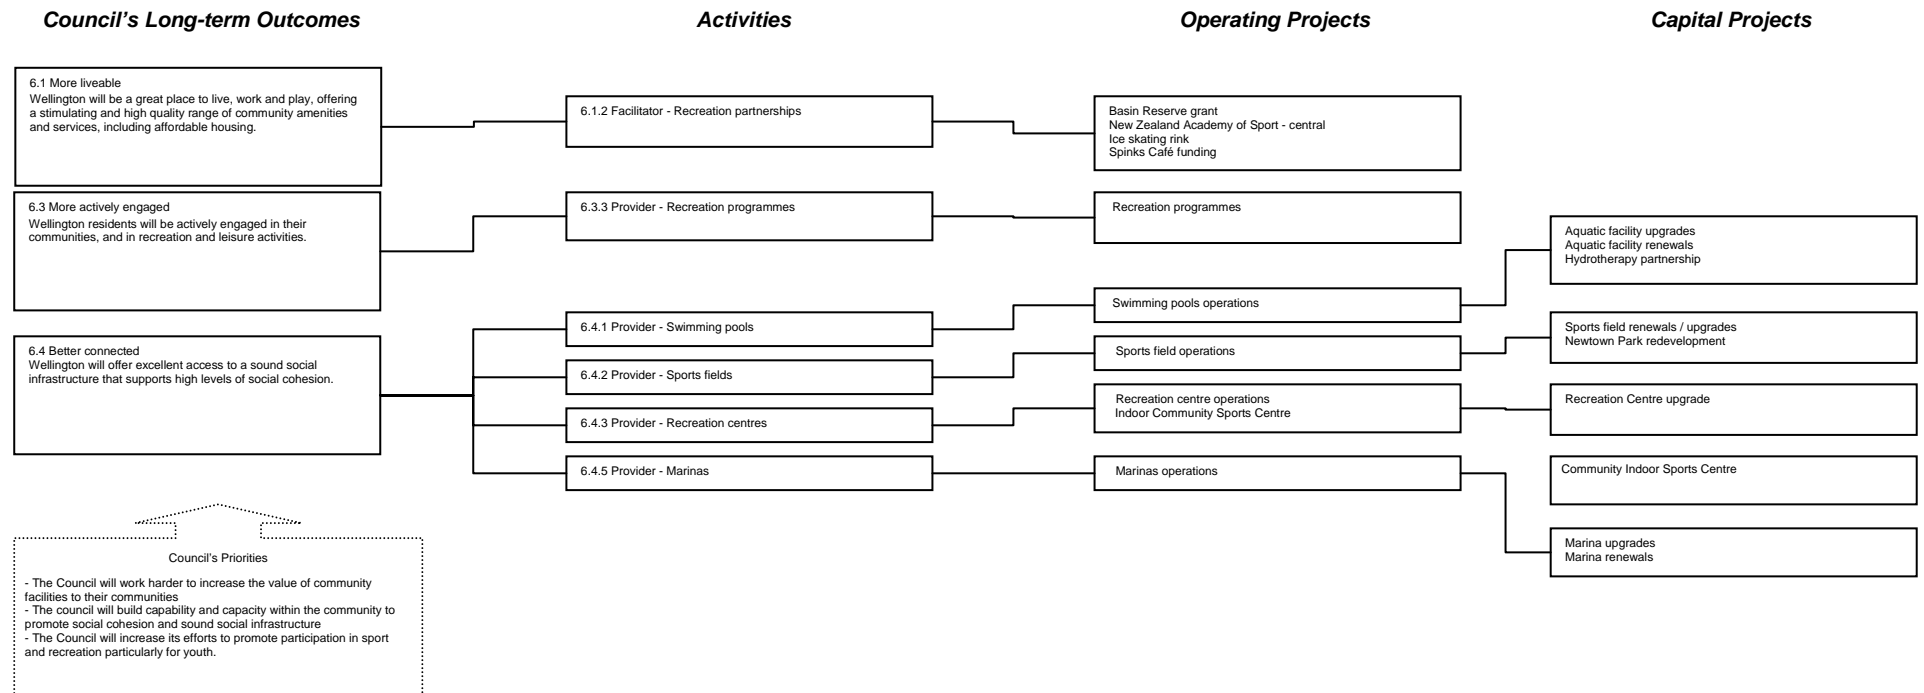 Council's Long-term Outcomes
Activities
Operating Projects
Capital Projects
6.1 More liveable
Wellington will be a great place to live, work and play, offering
a stimulating and high quality range of community amenities
and services, including affordable housing.
6.1.2 Facilitator - Recreation partnerships
Basin Reserve grant
New Zealand Academy of Sport - central
Ice skating rink
Spinks Café funding
6.3 More actively engaged
Wellington residents will be actively engaged in their
communities, and in recreation and leisure activities.
6.3.3 Provider - Recreation programmes
Recreation programmes
6.4 Better connected
Wellington will offer excellent access to a sound social
infrastructure that supports high levels of social cohesion.
6.4.1 Provider - Swimming pools
6.4.2 Provider - Sports fields
6.4.3 Provider - Recreation centres
6.4.5 Provider - Marinas
Swimming pools operations
Sports field operations
Recreation centre operations
Indoor Community Sports Centre
Marinas operations
Aquatic facility upgrades
Aquatic facility renewals
Hydrotherapy partnership
Sports field renewals / upgrades
Newtown Park redevelopment
Recreation Centre upgrade
Community Indoor Sports Centre
Marina upgrades
Marina renewals
Council's Priorities
- The Council will work harder to increase the value of community
facilities to their communities
- The council will build capability and capacity within the community to
promote social cohesion and sound social infrastructure
- The Council will increase its efforts to promote participation in sport
and recreation particularly for youth.